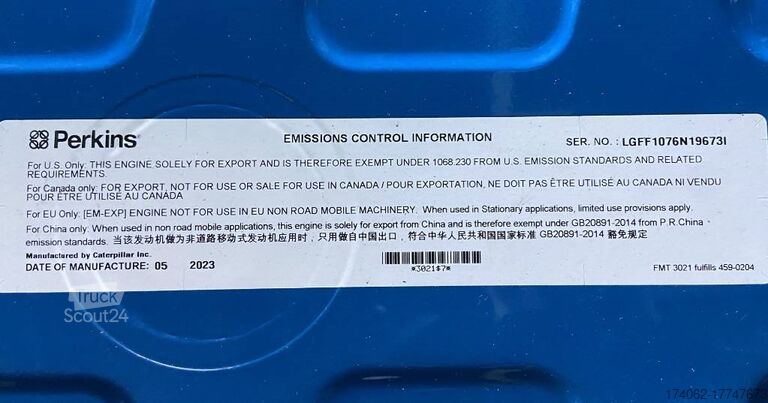 Perkins
EMISSIONS CONTROL INFORMATION
SER. NO. : LGFF1076N19673I
For U.S. Only: THIS ENGINE SOLELY FOR EXPORT AND IS THEREFORE EXEMPT UNDER 1068.230 FROM U.S. EMISSION STANDARDS AND RELATED
REQUIREMENTS.
For Canada only: FOR EXPORT, NOT FOR USE OR SALE FOR USE IN CANADA / POUR EXPORTATION, NE DOIT PAS ÊTRE UTILISÉ AU CANADA NI VENDU
POUR ÊTRE UTILISÉ AU CANADA
For EU Only: [EM-EXP] ENGINE NOT FOR USE IN EU NON ROAD MOBILE MACHINERY. When used in Stationary applications, limited use provisions apply.
For China only: When used in non road mobile applications, this engine is solely for export from China and is therefore exempt under GB20891-2014 from P.R.China
emission standards. 当该发动机做为非道路移动式发动机应用时，只用做自中国出口，符合中华人民共和国国家标准 GB20891-2014 豁免规定
Manufactured by Caterpillar Inc.
DATE OF MANUFACTURE: 05 2023
*3021$7*
FMT 3021 fulfills 459-0204
Truck
Scout24
174062-17747673